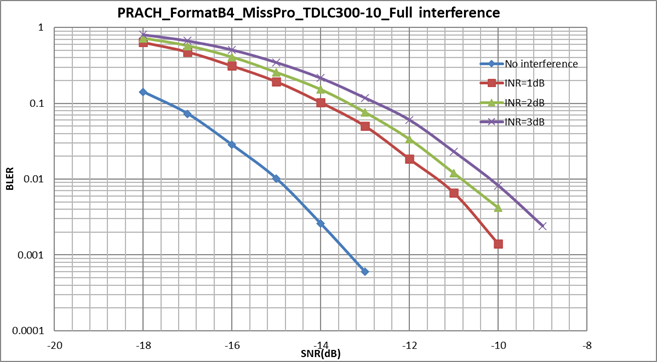 PRACH_FormatB4_MissPro_TDLC300-10_Full interference
1
0.1
0.01
0.001
0.0001
BLER
-20
-18
-16
-14
-12
-10
-8
SNR(dB)
No interference
INR=1dB
INR=2dB
INR=3dB